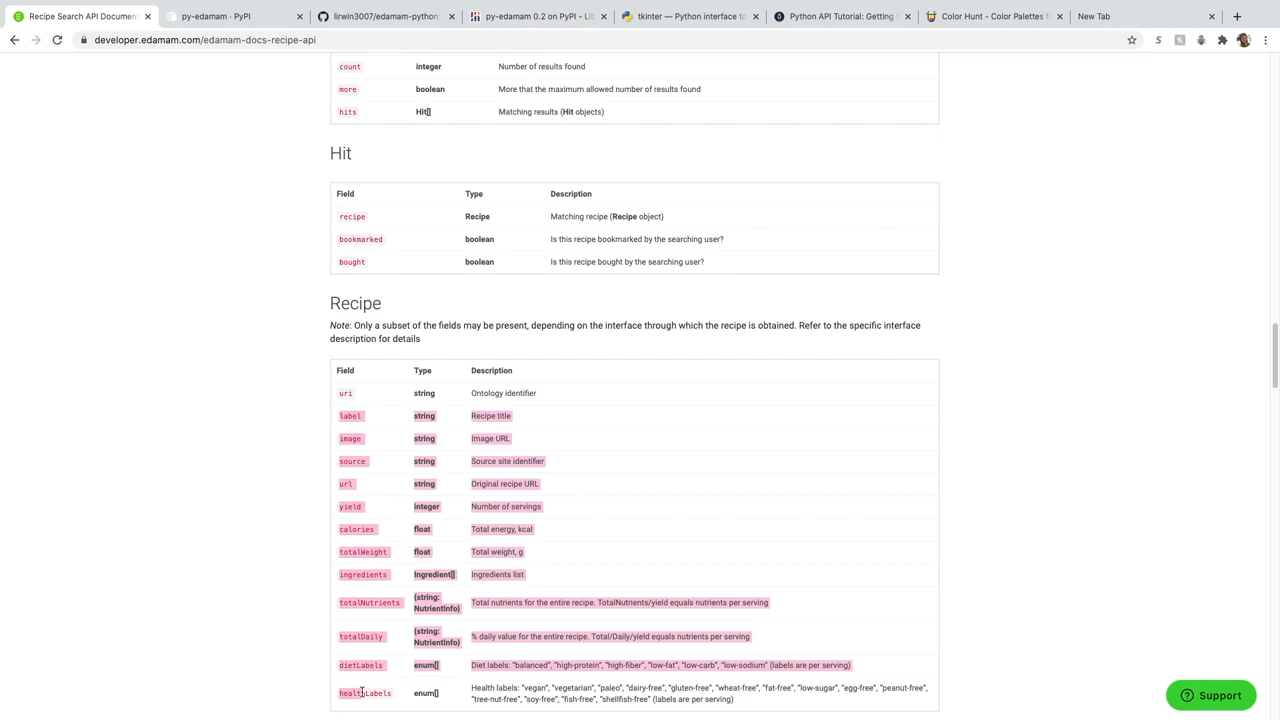 Recipe Search API Document
py-edamam · PyPI
lirwin3007/edamam-python:
py-edamam 0.2 on PyPI - Lib
tkinter — Python interface to
Python API Tutorial: Getting S
Color Hunt - Color Palettes fo
New Tab
developer.edamam.com/edamam-docs-recipe-api
count integer Number of results found
more boolean More that the maximum allowed number of results found
hits Hit[] Matching results (Hit objects)
Hit
Field Type Description
recipe Recipe Matching recipe (Recipe object)
bookmarked boolean Is this recipe bookmarked by the searching user?
bought boolean Is this recipe bought by the searching user?
Recipe
Note: Only a subset of the fields may be present, depending on the interface through which the recipe is obtained. Refer to the specific interface
description for details
Field Type Description
uri string Ontology identifier
label string Recipe title
image string Image URL
source string Source site identifier
url string Original recipe URL
yield integer Number of servings
calories float Total energy, kcal
totalWeight float Total weight, g
ingredients Ingredient[] Ingredients list
totalNutrients (string: NutrientInfo) Total nutrients for the entire recipe. TotalNutrients/yield equals nutrients per serving
totalDaily (string: NutrientInfo) % daily value for the entire recipe. Total/Daily/yield equals nutrients per serving
dietLabels enum[] Diet labels: "balanced", "high-protein", "high-fiber", "low-fat", "low-carb", "low-sodium" (labels are per serving)
healthLabels enum[] Health labels: "vegan", "vegetarian", "paleo", "dairy-free", "gluten-free", "wheat-free", "fat-free", "low-sugar", "egg-free", "peanut-free",
"tree-nut-free", "soy-free", "fish-free", "shellfish-free" (labels are per serving)
Support